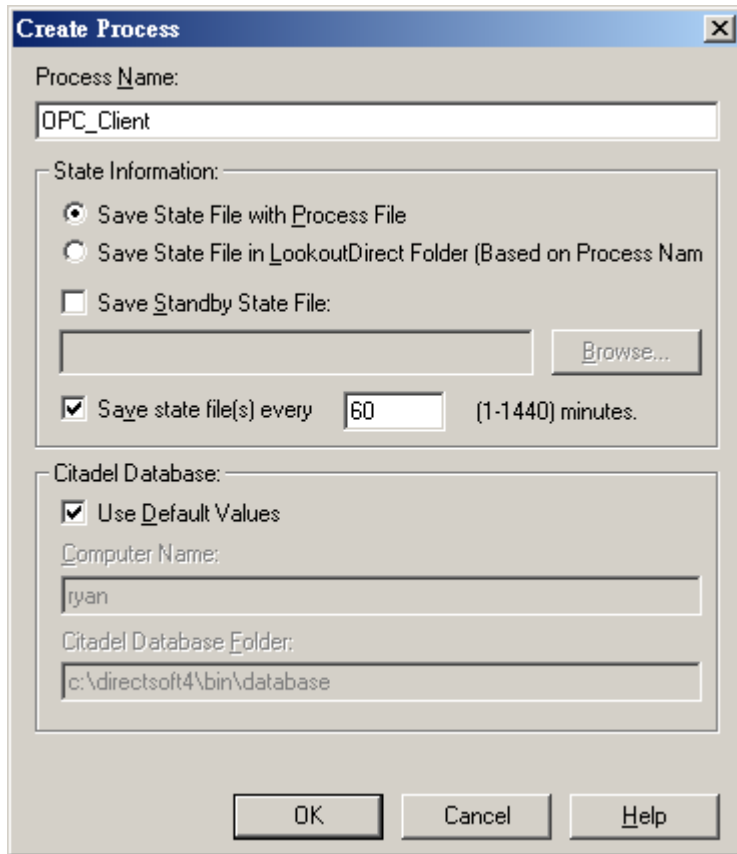 Create Process
Process Name:
OPC_Client
State Information:
Save State File with Process File
Save State File in LookoutDirect Folder (Based on Process Nam
Save Standby State File:
Browse...
Save state file(s) every 60 (1-1440) minutes.
Citadel Database:
Use Default Values
Computer Name:
ryan
Citadel Database Folder:
c:\directsoft4\bin\database
OK Cancel Help